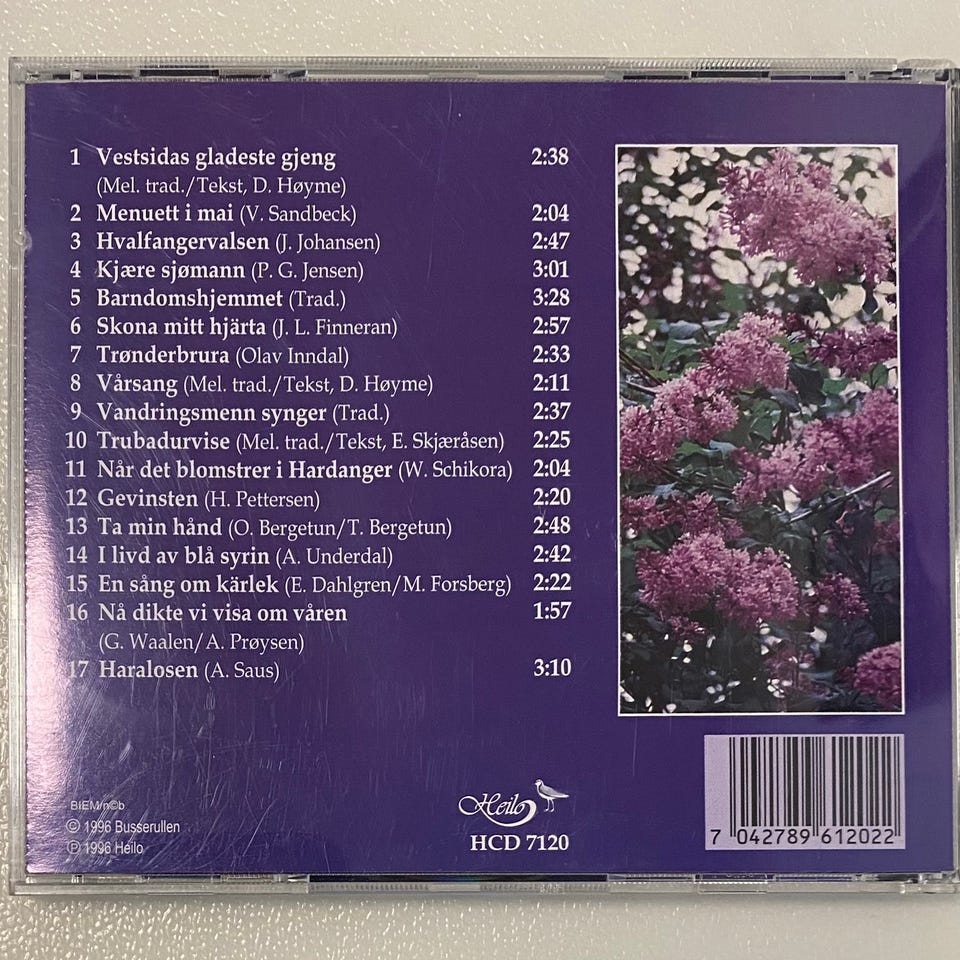 1 Vestsidas gladeste gjeng 2:38
(Mel. trad./Tekst, D. Høyme)
2 Menuett i mai (V. Sandbeck) 2:04
3 Hvalfangervalsen (J. Johansen) 2:47
4 Kjære sjømann (P. G. Jensen) 3:01
5 Barndomshjemmet (Trad.) 3:28
6 Skona mitt hjärta (J. L. Finneran) 2:57
7 Trønderbrura (Olav Inndal) 2:33
8 Vårsang (Mel. trad./Tekst, D. Høyme) 2:11
9 Vandringsmenn synger (Trad.) 2:37
10 Trubadurvise (Mel. trad./Tekst, E. Skjæråsen) 2:25
11 Når det blomstrer i Hardanger (W. Schikora) 2:04
12 Gevinsten (H. Pettersen) 2:20
13 Ta min hånd (O. Bergetun/T. Bergetun) 2:48
14 I livd av blå syrin (A. Underdal) 2:42
15 En sång om kärlek (E. Dahlgren/M. Forsberg) 2:22
16 Nå dikte vi visa om våren 1:57
(G. Waalen/A. Prøysen)
17 Haralosen (A. Saus) 3:10
BIEM/n©b
© 1996 Busserullen
℗ 1996 Heilo
Heilo
HCD 7120
7 042789 612022